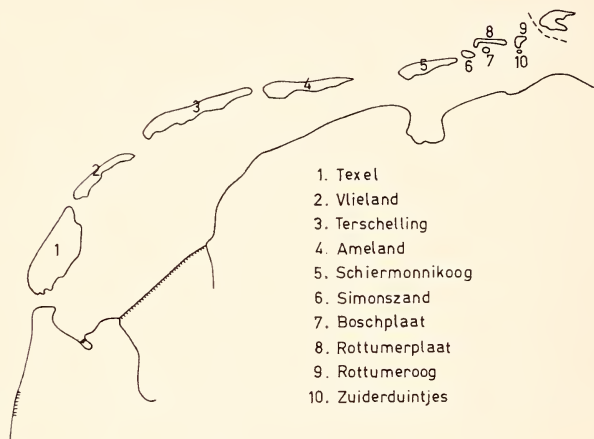 8
9
7
10
6
5
4
3
2
1
1. Texel
2. Vlieland
3. Terschelling
4. Ameland
5. Schiermonnikoog
6. Simonszand
7. Boschplaat
8. Rottumerplaat
9. Rottumeroog
10. Zuiderduintjes